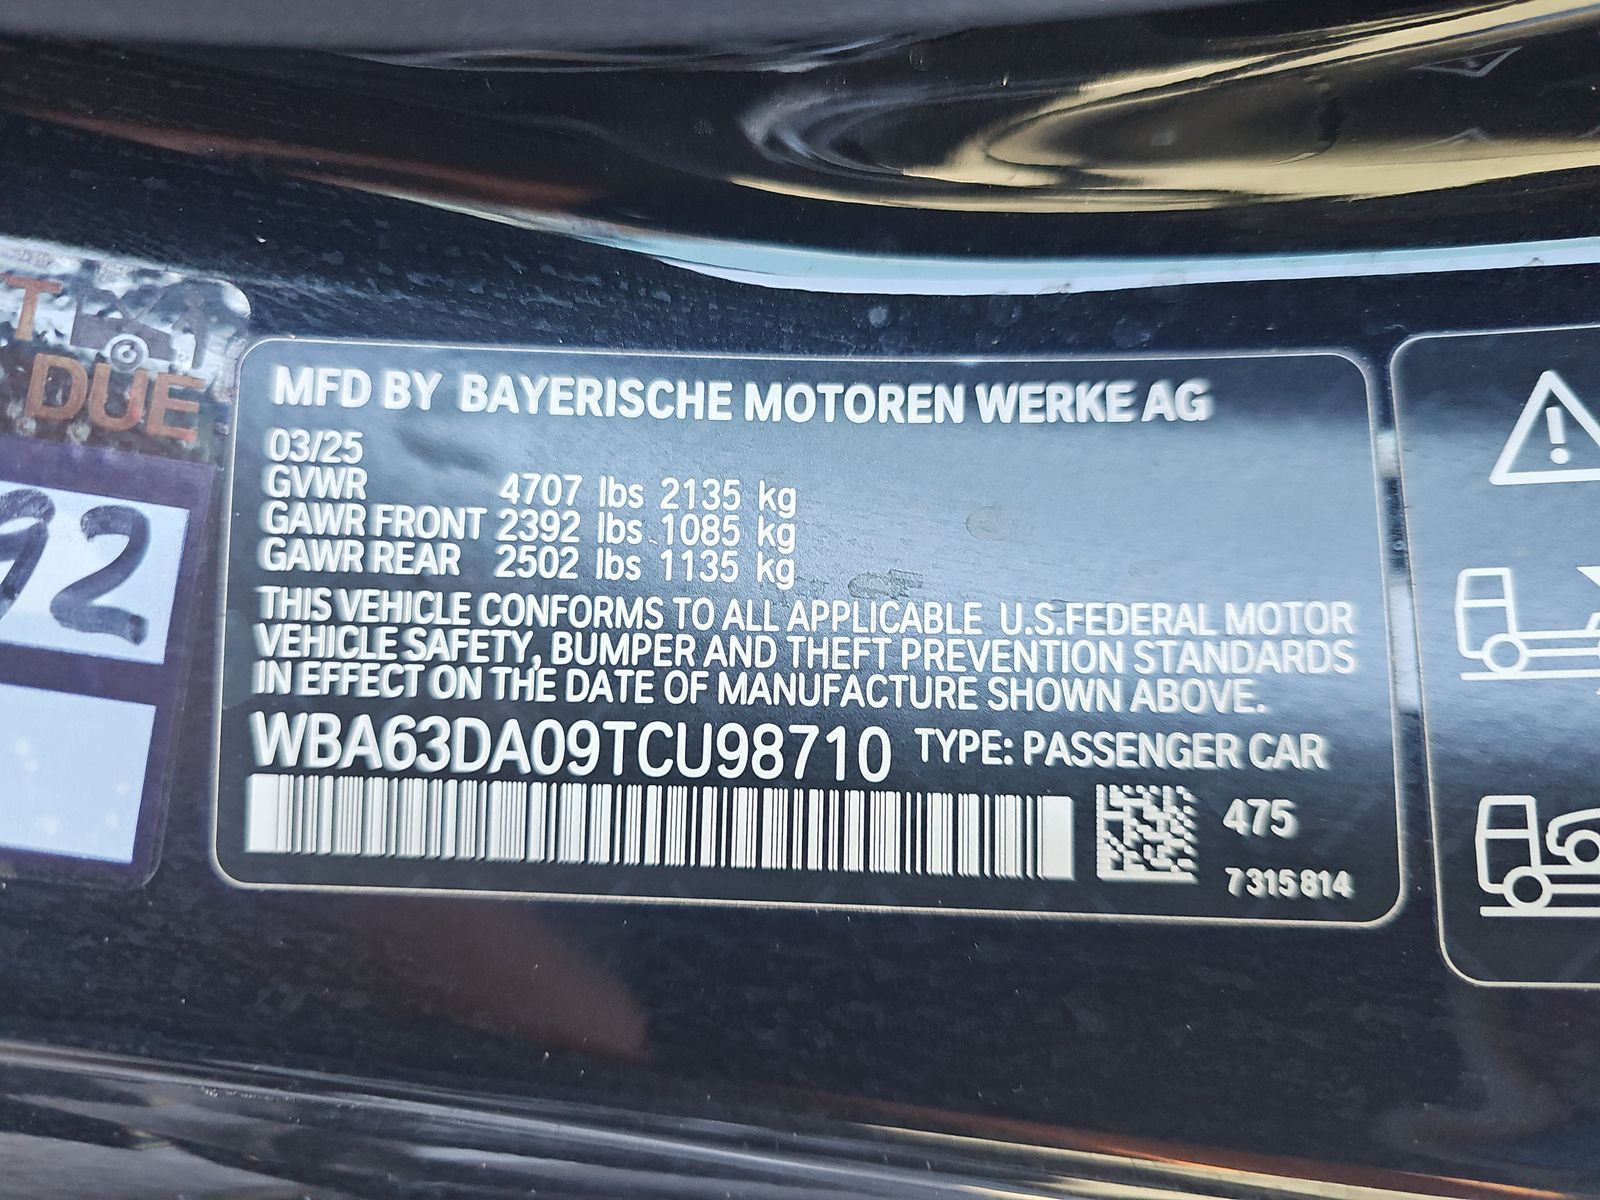 T
DUE
92
MFD BY BAYERISCHE MOTOREN WERKE AG
03/25
GVWR 4707 lbs 2135 kg
GAWR FRONT 2392 lbs 1085 kg
GAWR REAR 2502 lbs 1135 kg
THIS VEHICLE CONFORMS TO ALL APPLICABLE U.S.FEDERAL MOTOR
VEHICLE SAFETY, BUMPER AND THEFT PREVENTION STANDARDS
IN EFFECT ON THE DATE OF MANUFACTURE SHOWN ABOVE.
WBA63DA09TCU98710 TYPE: PASSENGER CAR
475
7315814